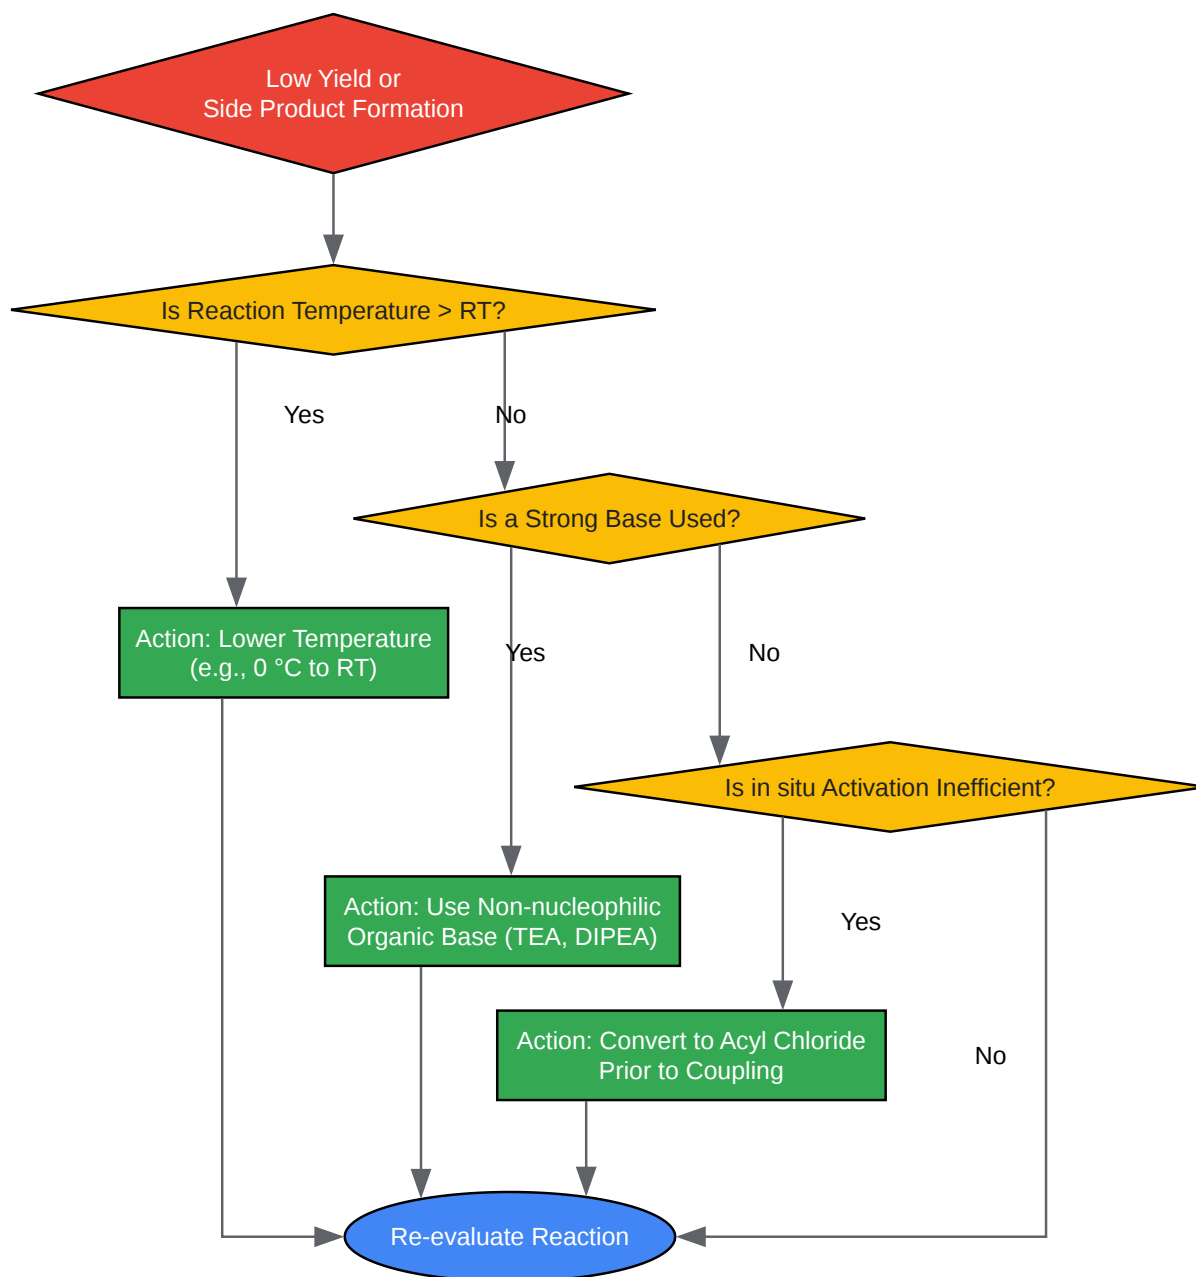 Low Yield or
Side Product Formation
Is Reaction Temperature > RT?
Yes
No
Is a Strong Base Used?
Action: Lower Temperature
(e.g., 0 °C to RT)
Yes
No
Is in situ Activation Inefficient?
Action: Use Non-nucleophilic
Organic Base (TEA, DIPEA)
Yes
Action: Convert to Acyl Chloride
Prior to Coupling
No
Re-evaluate Reaction